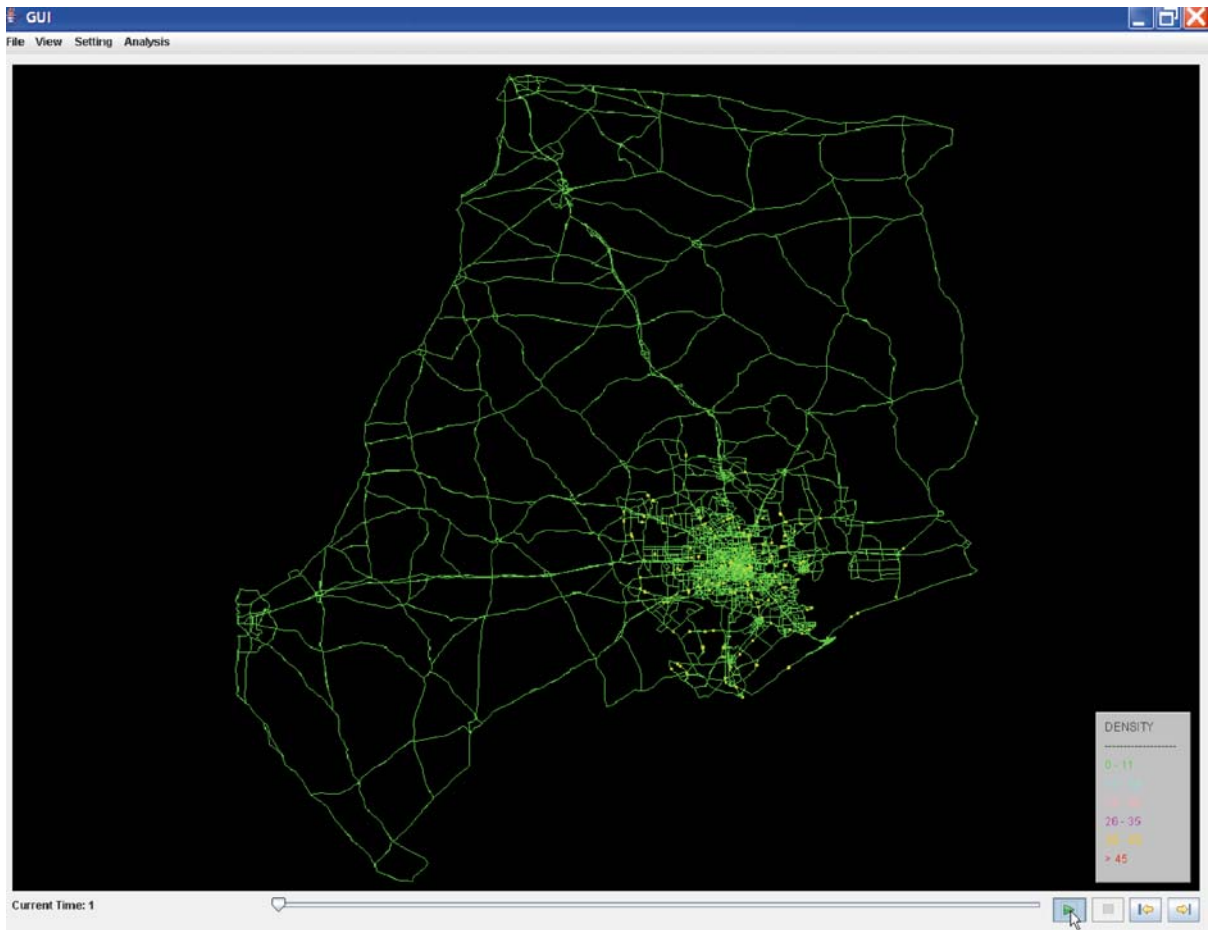 GUI
File View Setting Analysis
DENSITY
--------------------
0 - 11
26 - 35
> 45
Current Time: 1